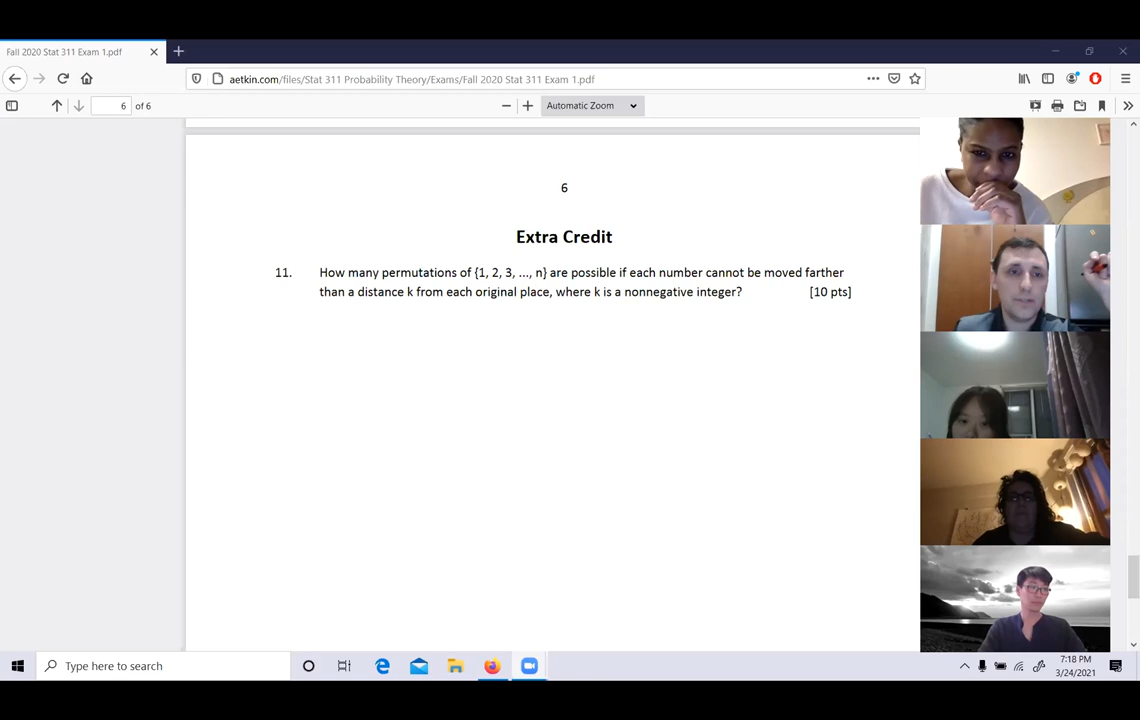 Fall 2020 Stat 311 Exam 1.pdf
aetkin.com/files/Stat 311 Probability Theory/Exams/Fall 2020 Stat 311 Exam 1.pdf
6 of 6
Automatic Zoom
6
Extra Credit
11. How many permutations of {1, 2, 3, ..., n} are possible if each number cannot be moved farther
than a distance k from each original place, where k is a nonnegative integer? [10 pts]
Type here to search
7:18 PM
3/24/2021